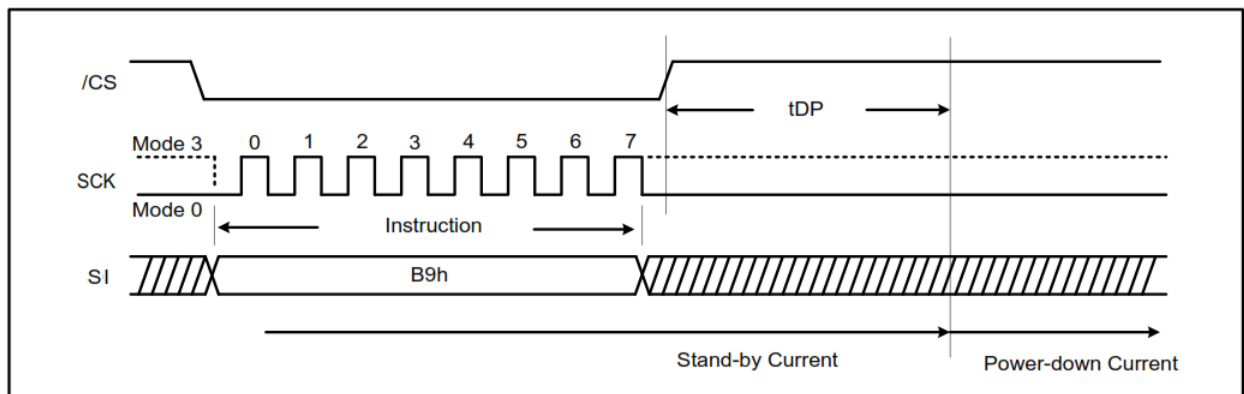 /CS
tDP
Mode 3
0 1 2 3 4 5 6 7
SCK
Mode 0
Instruction
SI
B9h
Stand-by Current
Power-down Current